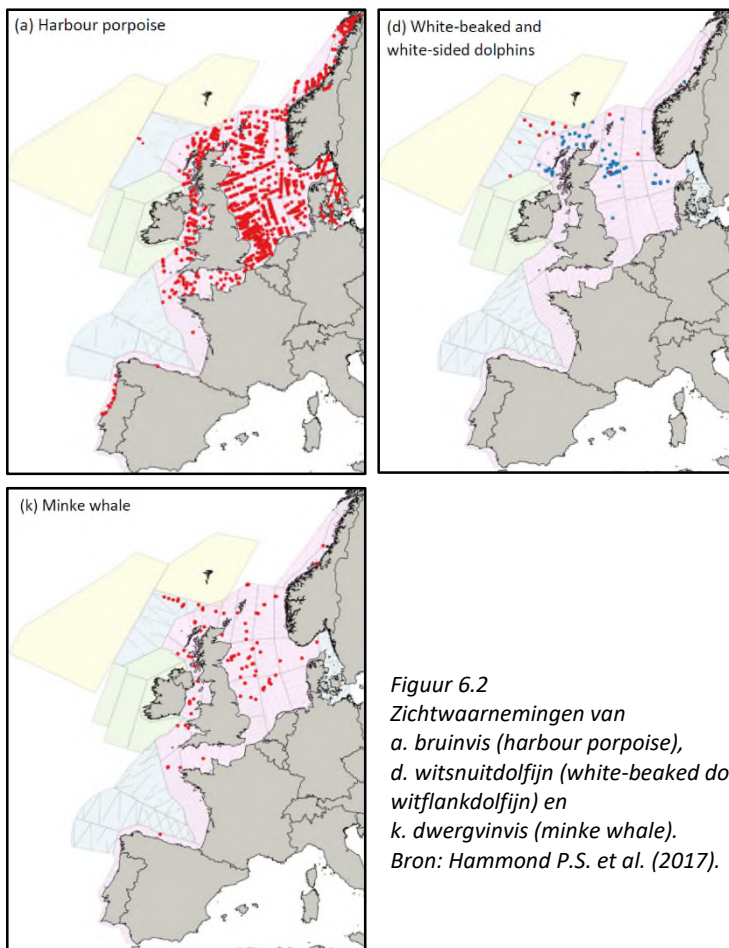 (a) Harbour porpoise
(d) White-beaked and
white-sided dolphins
(k) Minke whale
Figuur 6.2
Zichtwaarnemingen van
a. bruinvis (harbour porpoise),
d. witsnuitdolfijn (white-beaked do
witflankdolfijn) en
k. dwergvinvis (minke whale).
Bron: Hammond P.S. et al. (2017).